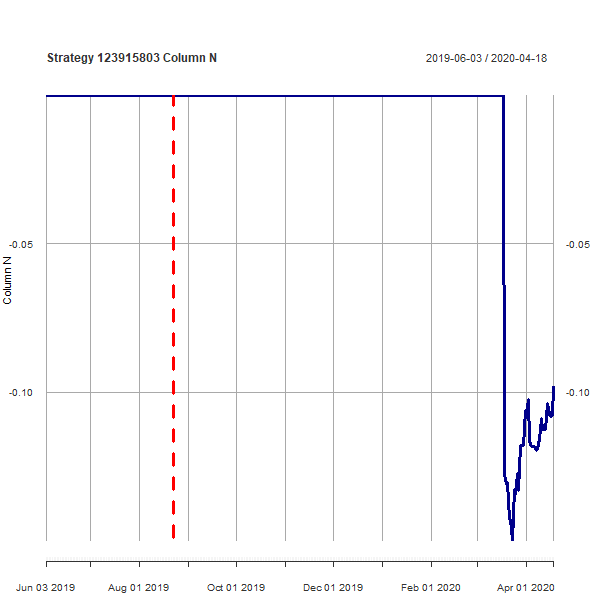 Strategy 123915803 Column N
2019-06-03 / 2020-04-18
-0.05
-0.05
Column N
-0.10
-0.10
Jun 03 2019
Aug 01 2019
Oct 01 2019
Dec 01 2019
Feb 01 2020
Apr 01 2020